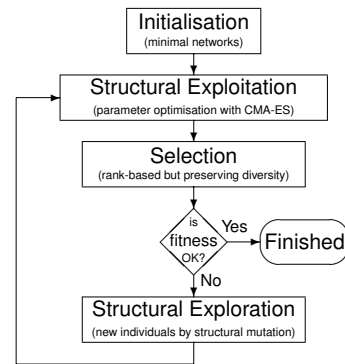 Initialisation
(minimal networks)
Structural Exploitation
(parameter optimisation with CMA-ES)
Selection
(rank-based but preserving diversity)
is
fitness
OK?
Yes
Finished
No
Structural Exploration
(new individuals by structural mutation)